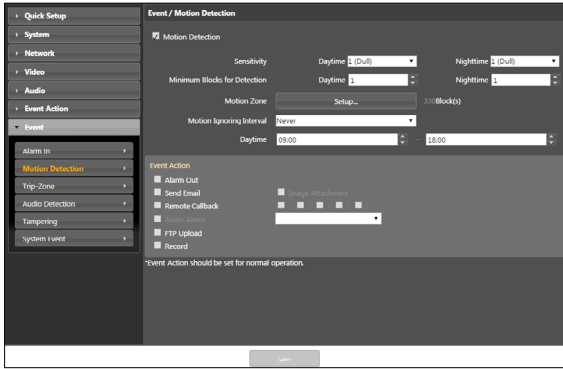 Quick Setup
System
Network
Video
Audio
Event Action
Event
Alarm In
Motion Detection
Trip-Zone
Audio Detection
Tampering
System Event
Event / Motion Detection
Motion Detection
Sensitivity Daytime 1 (Dull) Nighttime 1 (Dull)
Minimum Blocks for Detection Daytime 1 Nighttime 1
Motion Zone Setup... 330Block(s)
Motion Ignoring Interval Never
Daytime 09:00 ~ 18:00
Event Action
Alarm Out
Send Email Image Attachment
Remote Callback
Audio Alarm
FTP Upload
Record
*Event Action should be set for normal operation.
Save